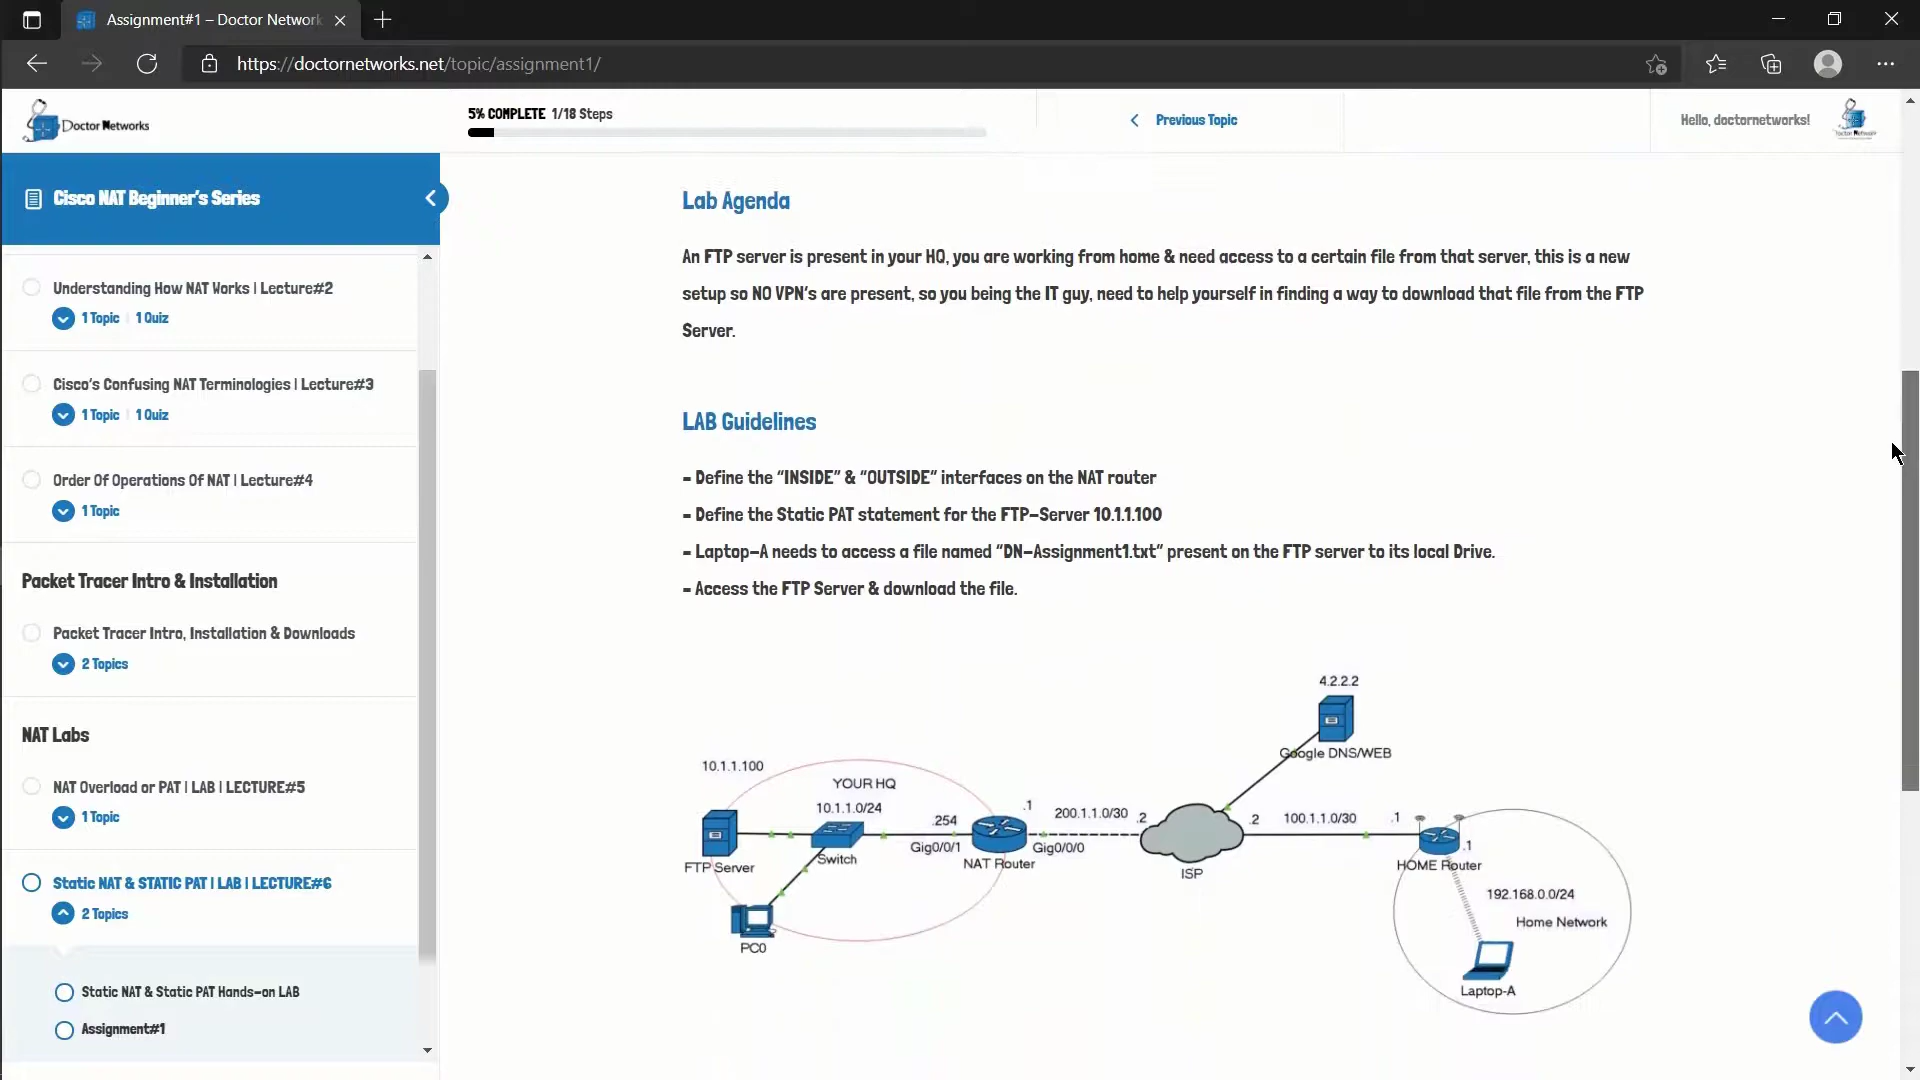 Assignment#1 – Doctor Network
https://doctornetworks.net/topic/assignment1/
Doctor Networks
5% COMPLETE 1/18 Steps
Previous Topic
Hello, doctornetworks!
Cisco NAT Beginner's Series
Understanding How NAT Works | Lecture#2
1 Topic | 1 Quiz
Cisco's Confusing NAT Terminologies | Lecture#3
1 Topic | 1 Quiz
Order Of Operations Of NAT | Lecture#4
1 Topic
Packet Tracer Intro & Installation
Packet Tracer Intro, Installation & Downloads
2 Topics
NAT Labs
NAT Overload or PAT | LAB | LECTURE#5
1 Topic
Static NAT & STATIC PAT | LAB | LECTURE#6
2 Topics
Static NAT & Static PAT Hands-on LAB
Assignment#1
Lab Agenda
An FTP server is present in your HQ, you are working from home & need access to a certain file from that server, this is a new
setup so NO VPN's are present, so you being the IT guy, need to help yourself in finding a way to download that file from the FTP
Server.
LAB Guidelines
– Define the “INSIDE” & “OUTSIDE” interfaces on the NAT router
– Define the Static PAT statement for the FTP-Server 10.1.1.100
– Laptop-A needs to access a file named “DN-Assignment1.txt” present on the FTP server to its local Drive.
– Access the FTP Server & download the file.
4.2.2.2
Google DNS/WEB
10.1.1.100
YOUR HQ
10.1.1.0/24
.254
.1
200.1.1.0/30
.2
.2
100.1.1.0/30
.1
Gig0/0/1
Gig0/0/0
FTP Server
Switch
NAT Router
ISP
HOME Router
.1
192.168.0.0/24
Home Network
PC0
Laptop-A